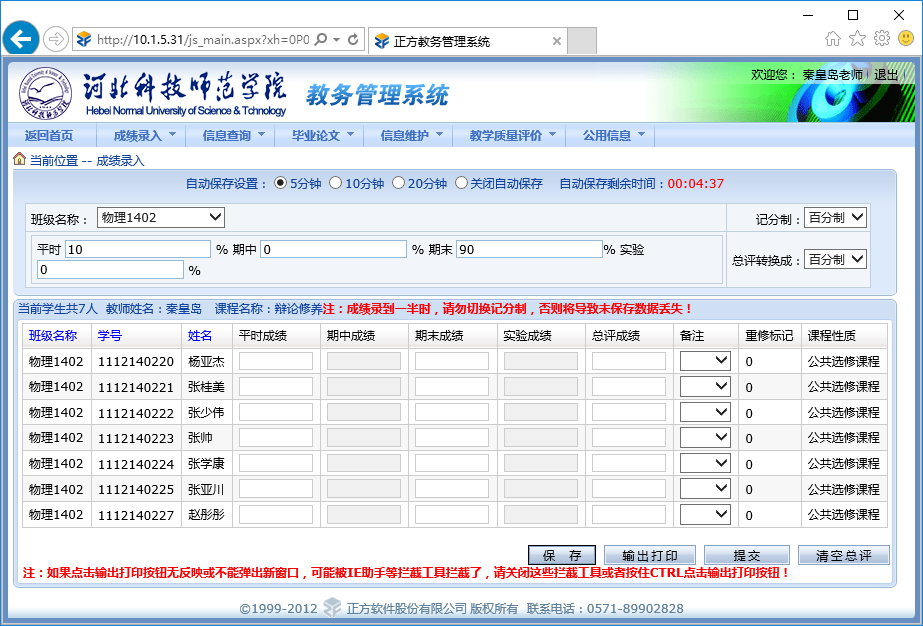 http://10.1.5.31/js_main.aspx?xh=0P0
正方教务管理系统
河北科技师范学院
Hebei Normal University of Science & Tchnology
教务管理系统
欢迎您： 秦皇岛老师 退出
返回首页 成绩录入 信息查询 毕业论文 信息维护 教学质量评价 公用信息
当前位置 -- 成绩录入
自动保存设置： 5分钟 10分钟 20分钟 关闭自动保存 自动保存剩余时间：00:04:37
班级名称： 物理1402 记分制： 百分制
平时 10 % 期中 0 % 期末 90 % 实验
0 %
总评转换成： 百分制
当前学生共7人 教师姓名：秦皇岛 课程名称：辩论修养注：成绩录到一半时，请勿切换记分制，否则将导致未保存数据丢失！
班级名称 学号 姓名 平时成绩 期中成绩 期末成绩 实验成绩 总评成绩 备注 重修标记 课程性质
物理1402 1112140220 杨亚杰 0 公共选修课程
物理1402 1112140221 张桂美 0 公共选修课程
物理1402 1112140222 张少伟 0 公共选修课程
物理1402 1112140223 张帅 0 公共选修课程
物理1402 1112140224 张学康 0 公共选修课程
物理1402 1112140225 张亚川 0 公共选修课程
物理1402 1112140227 赵彤彤 0 公共选修课程
保 存 输出打印 提交 清空总评
注：如果点击输出打印按钮无反映或不能弹出新窗口，可能被IE助手等拦截工具拦截了，请关闭这些拦截工具或者按住CTRL点击输出打印按钮！
©1999-2012 正方软件股份有限公司 版权所有 联系电话：0571-89902828